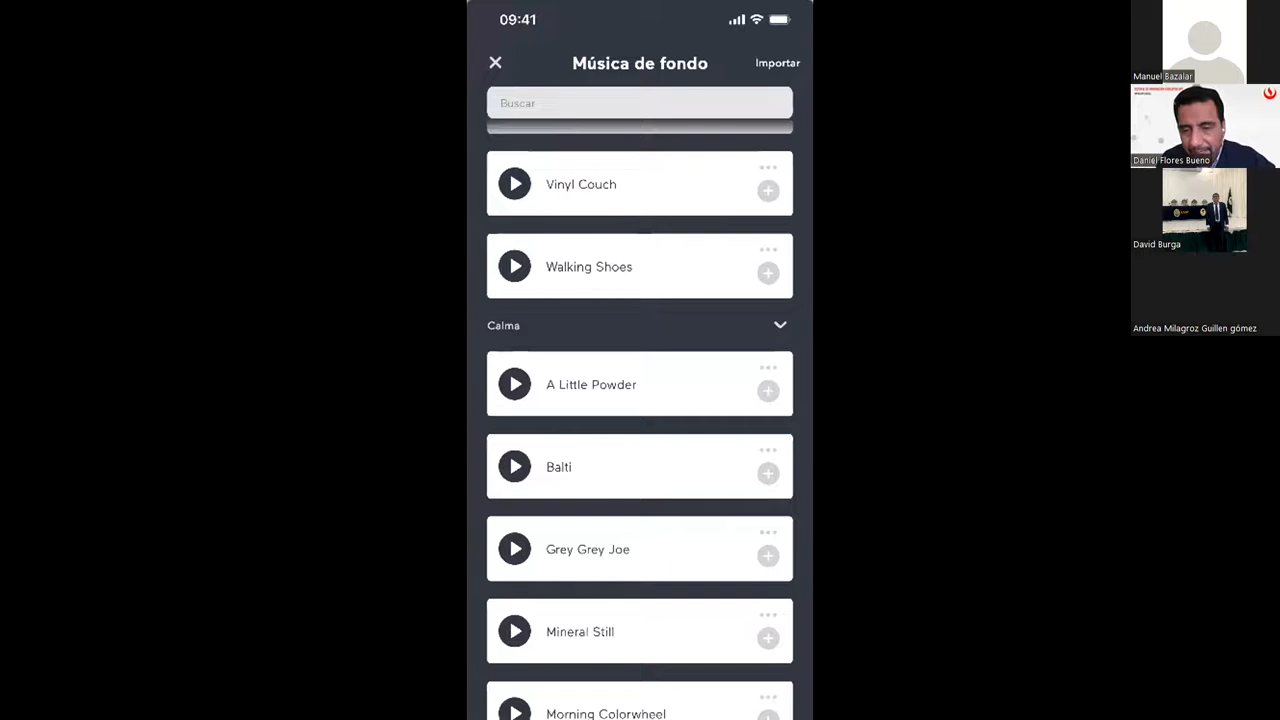 09:41
Música de fondo
Importar
Buscar
Vinyl Couch
Walking Shoes
Calma
A Little Powder
Balti
Grey Grey Joe
Mineral Still
Morning Colorwheel
Manuel Bazalar
Daniel Flores Bueno
David Burga
Andrea Milagroz Guillen gómez